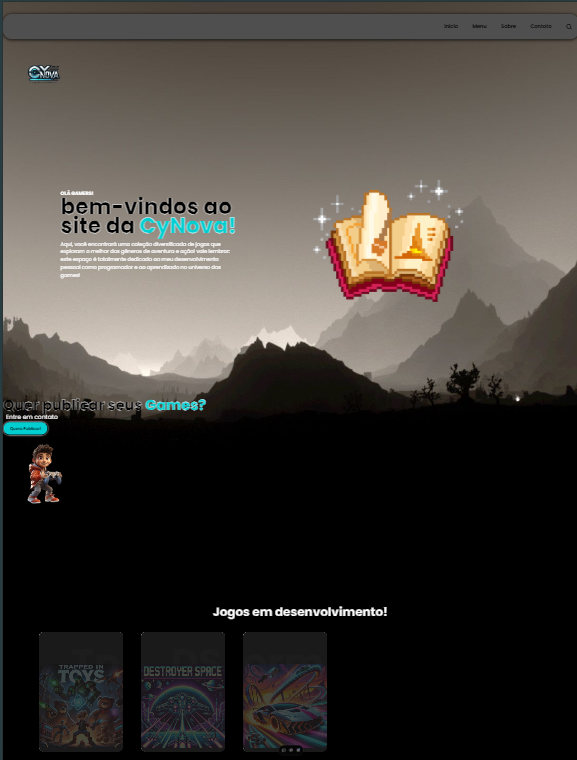 Início Menu Sobre Contato
CYNOVA
OLÁ GAMERS!
bem-vindos ao
site da CyNova!
Aqui, você encontrará uma coleção diversificada de jogos que
exploram o melhor dos gêneros de aventura e ação! vale lembrar:
este espaço é totalmente dedicado ao meu desenvolvimento
pessoal como programador e ao aprendizado no universo dos
games!
Quer publicar seus Games?
Entre em contato
Quero Publicar!
Jogos em desenvolvimento!
TRAPPED IN
TOYS
DESTROYER SPACE